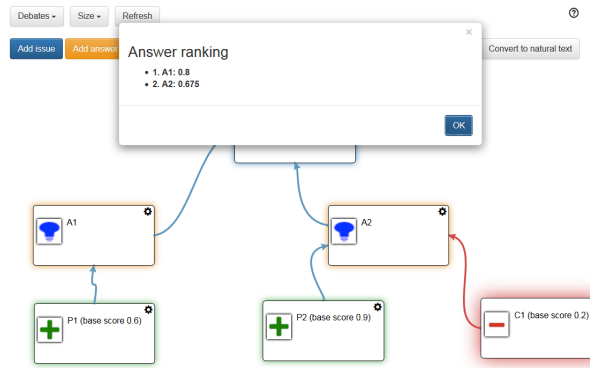 Debates
Size
Refresh
Add issue
Add answer
Convert to natural text
×
Answer ranking
1. A1: 0.8
2. A2: 0.675
OK
A1
A2
P1 (base score 0.6)
P2 (base score 0.9)
C1 (base score 0.2)